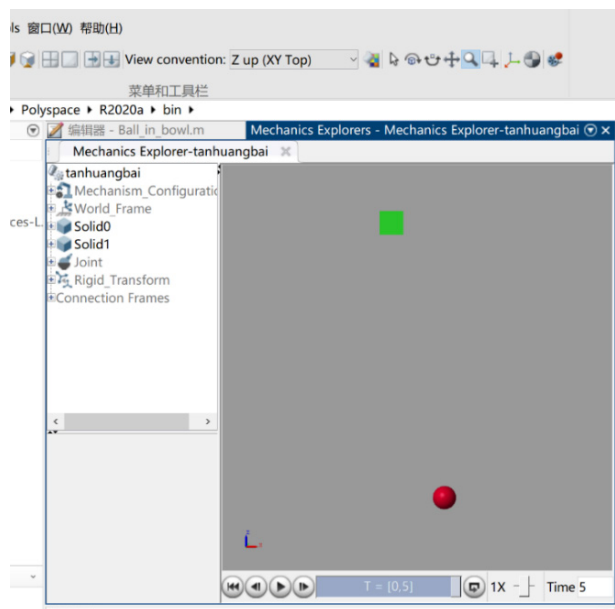 ls 窗口(W) 帮助(H)
View convention: Z up (XY Top)
菜单和工具栏
Polyspace ▸ R2020a ▸ bin ▸
编辑器 - Ball_in_bowl.m
Mechanics Explorers - Mechanics Explorer-tanhuangbai
Mechanics Explorer-tanhuangbai
tanhuangbai
Mechanism_Configuratic
World_Frame
ces-L
Solid0
Solid1
Joint
Rigid_Transform
Connection Frames
T = [0,5]
1X
Time 5